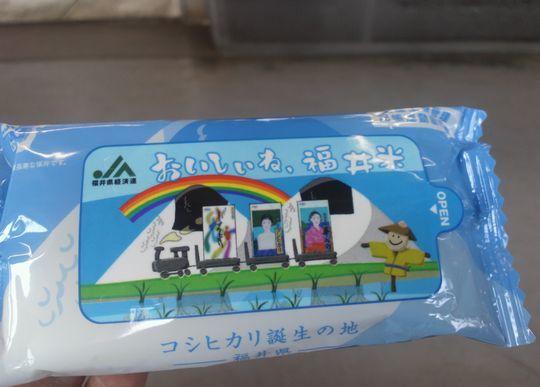 おいしいね、福井米
JA
福井県経済連
OPEN
コシヒカリ誕生の地
福井県